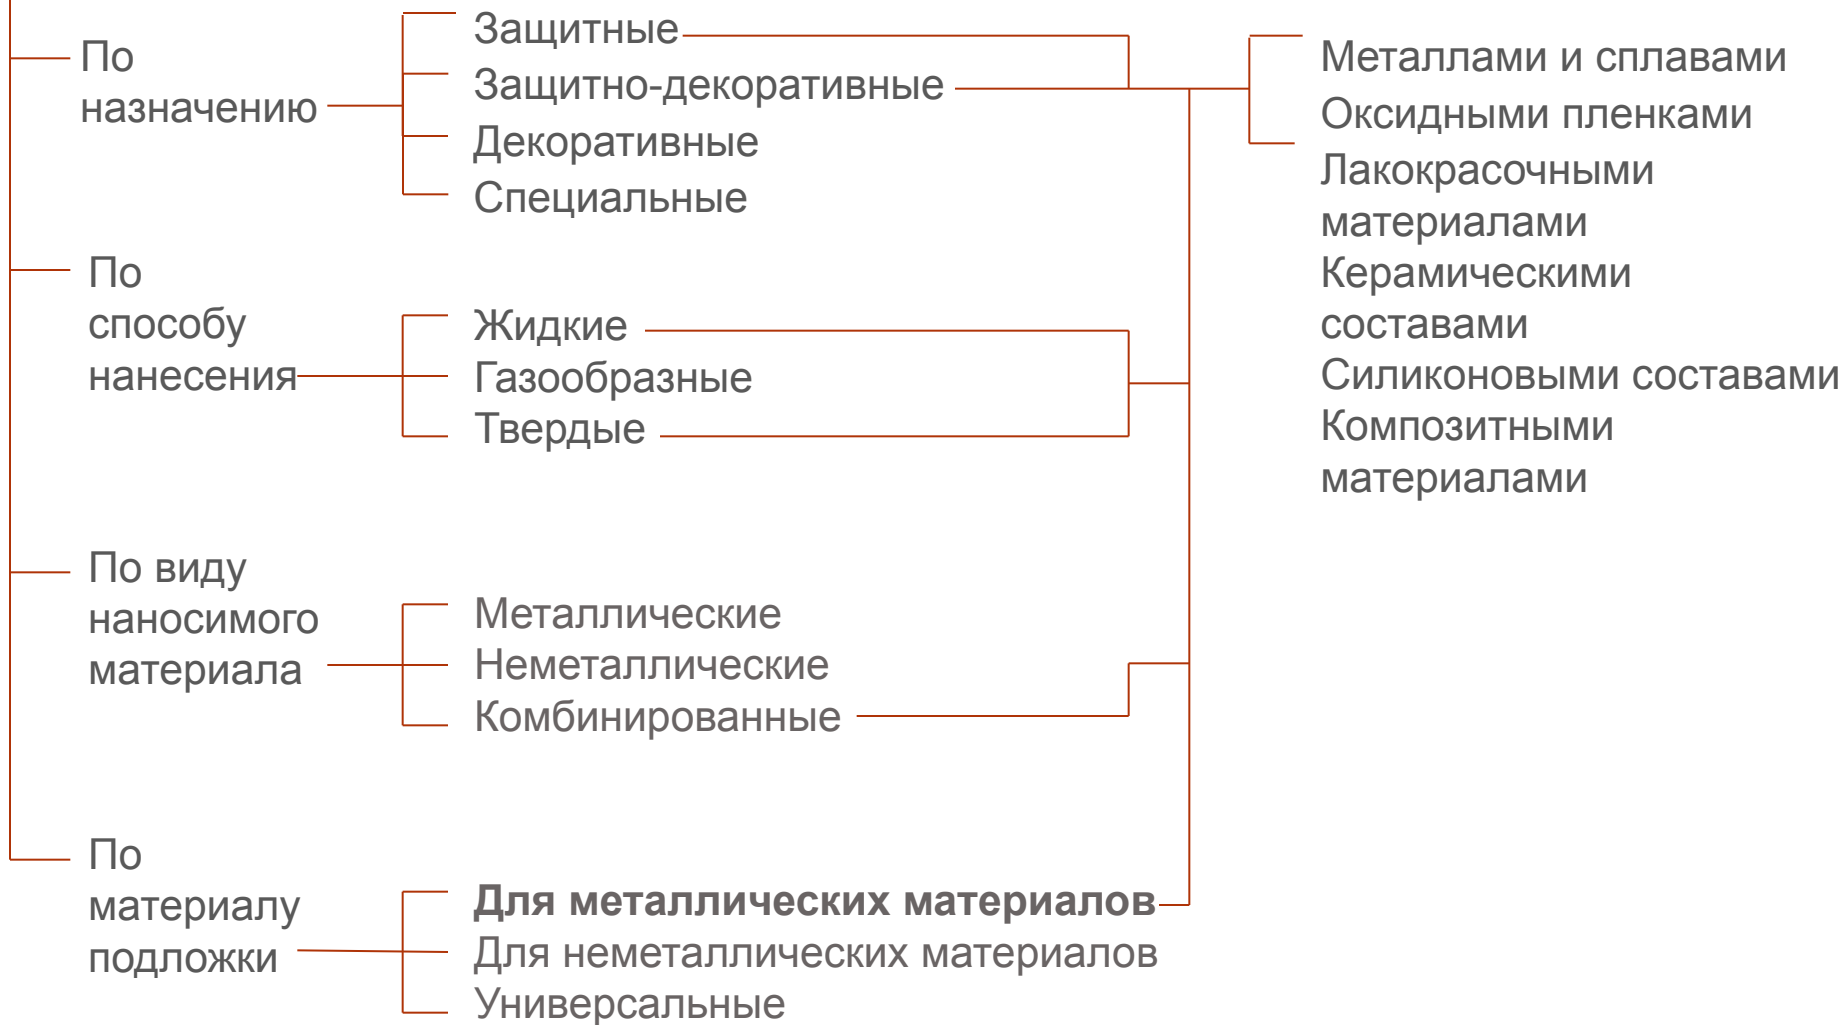 По
назначению
Защитные
Защитно-декоративные
Декоративные
Специальные
Металлами и сплавами
Оксидными пленками
Лакокрасочными
материалами
Керамическими
составами
Силиконовыми составами
Композитными
материалами
По
способу
нанесения
Жидкие
Газообразные
Твердые
По виду
наносимого
материала
Металлические
Неметаллические
Комбинированные
По
материалу
подложки
Для металлических материалов
Для неметаллических материалов
Универсальные